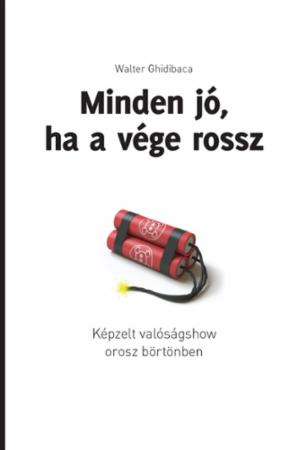 Walter Ghidibaca
Minden jó,
ha a vége rossz
Képzelt valóságshow
orosz börtönben